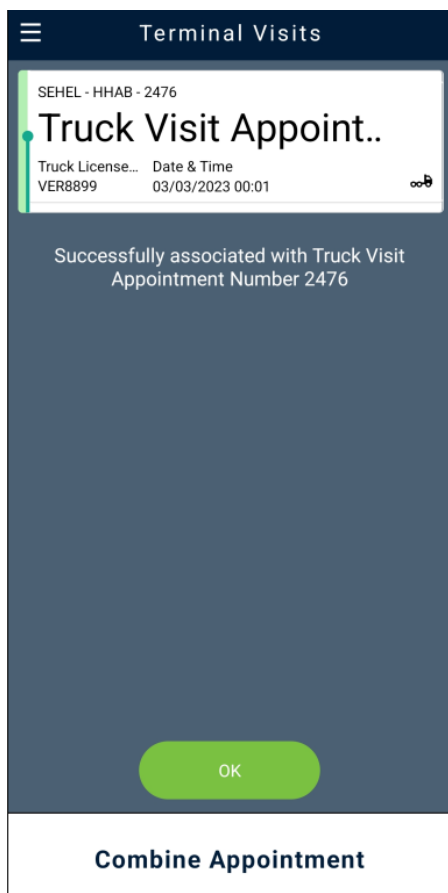 Terminal Visits
SEHEL - HHAB - 2476
Truck Visit Appoint..
Truck License... Date & Time
VER8899 03/03/2023 00:01
Successfully associated with Truck Visit
Appointment Number 2476
OK
Combine Appointment